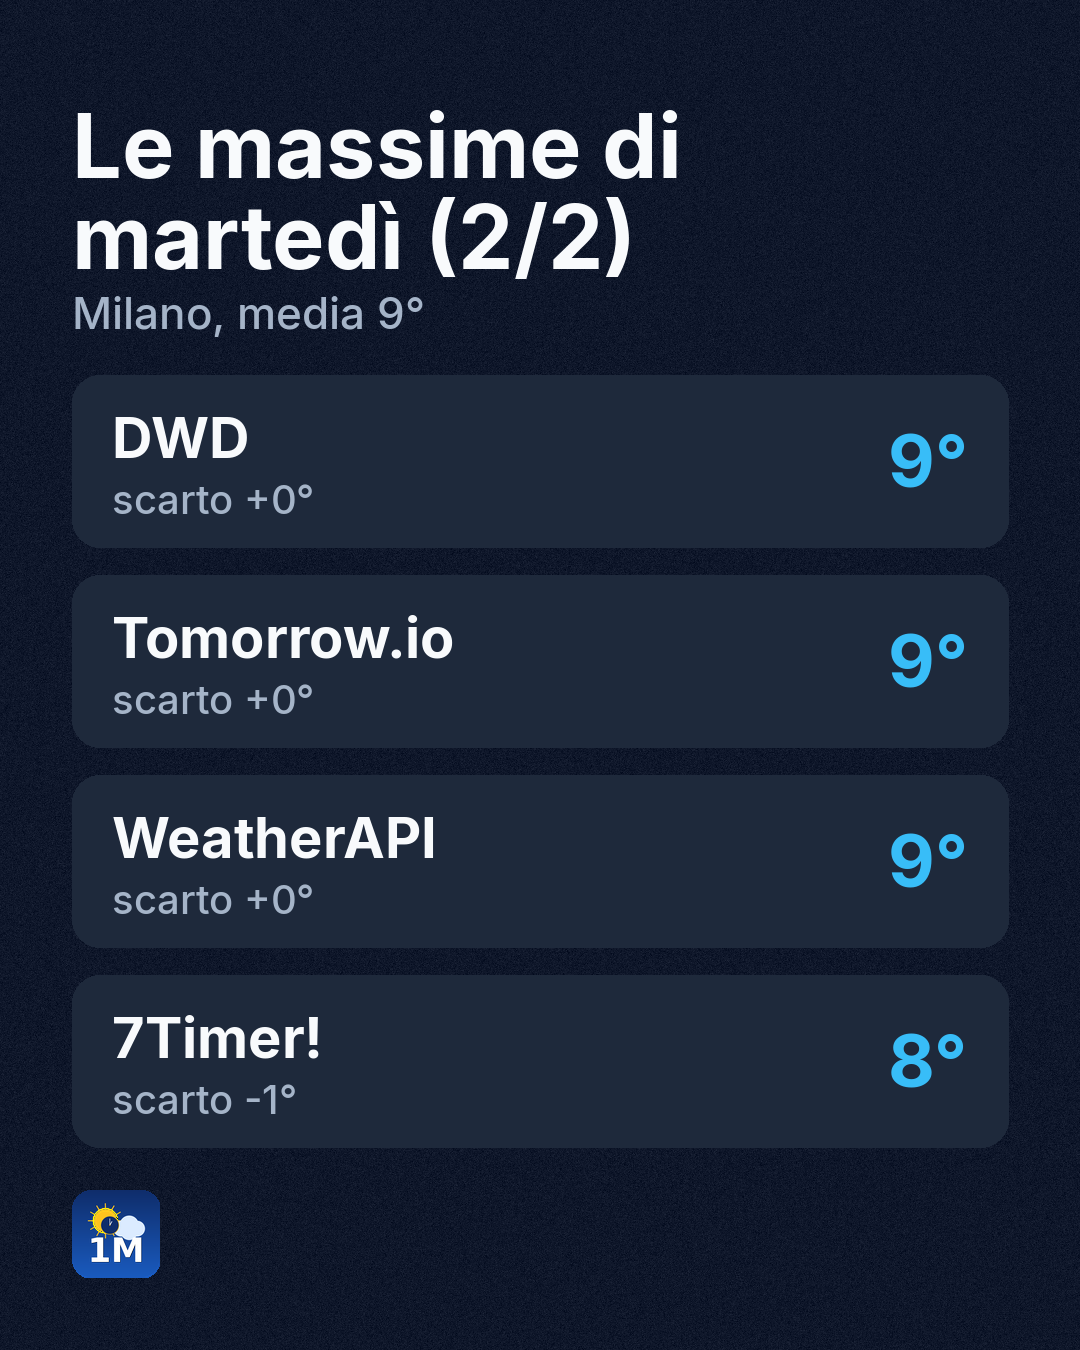 Le massime di
martedì (2/2)
Milano, media 9°
DWD
scarto +0°
9°
Tomorrow.io
scarto +0°
9°
WeatherAPI
scarto +0°
9°
7Timer!
scarto -1°
8°
1M